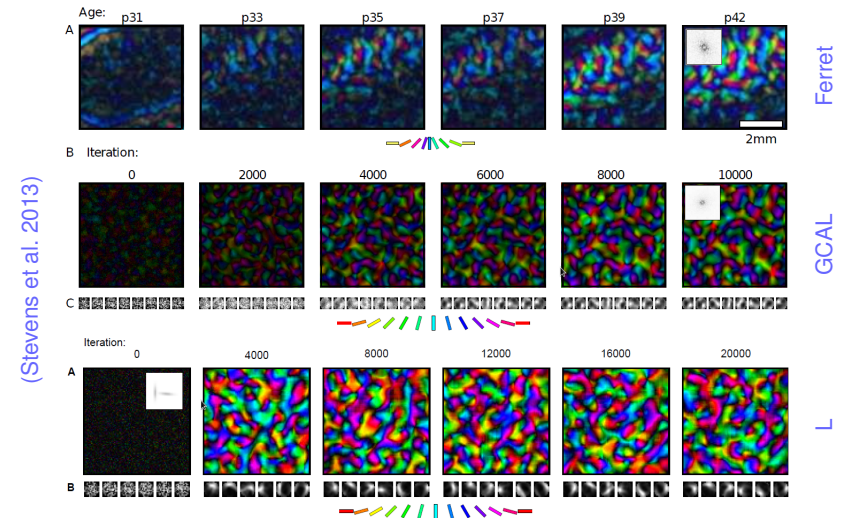 Age:
p31 p33 p35 p37 p39 p42
A
Ferret
2mm
B Iteration:
0 2000 4000 6000 8000 10000
GCAL
(Stevens et al. 2013)
C
Iteration:
0 4000 8000 12000 16000 20000
A
L
B